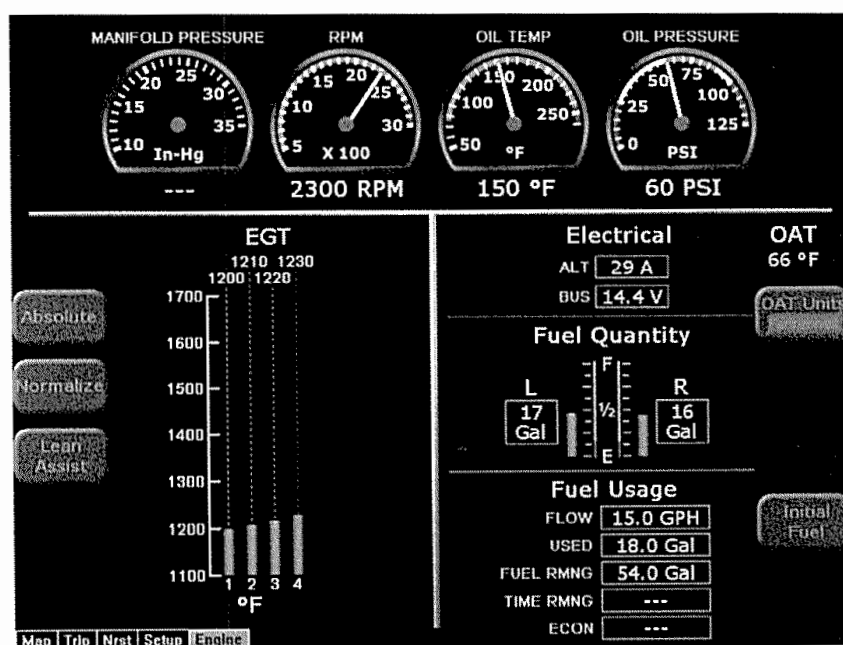 MANIFOLD PRESSURE RPM OIL TEMP OIL PRESSURE
10 15 20 25 30 35
In-Hg
5 10 15 20 25 30
X 100
50 100 150 200 250
°F
0 25 50 75 100 125
PSI
--- 2300 RPM 150 °F 60 PSI
EGT
1210 1230
1200 1220
1700
1600
1500
1400
1300
1200
1100
1 2 3 4
°F
Absolute
Normalize
Lean
Assist
Electrical
ALT 29 A
BUS 14.4 V
OAT
66 °F
OAT Units
Fuel Quantity
L
17
Gal
F
½
E
R
16
Gal
Fuel Usage
FLOW 15.0 GPH
USED 18.0 Gal
FUEL RMNG 54.0 Gal
TIME RMNG ---
ECON ---
Initial
Fuel
Map Trip Nrst Setup Engine